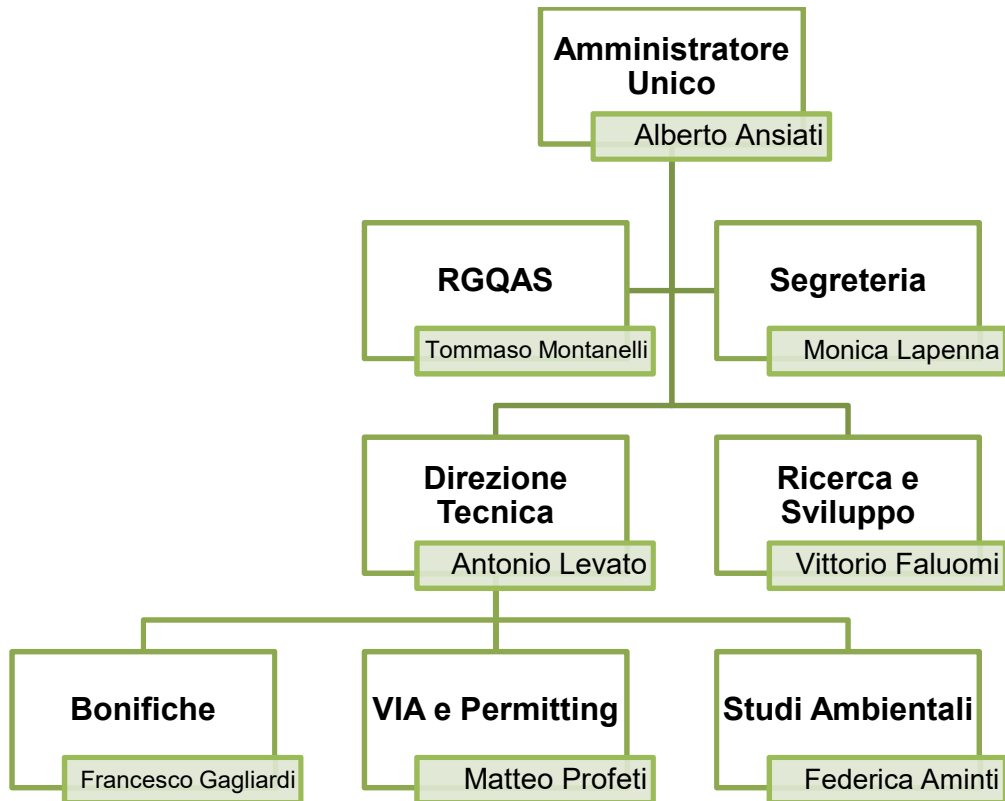 Amministratore
Unico
Alberto Ansiati
RGQAS
Tommaso Montanelli
Segreteria
Monica Lapenna
Direzione
Tecnica
Antonio Levato
Ricerca e
Sviluppo
Vittorio Faluomi
Bonifiche
Francesco Gagliardi
VIA e Permitting
Matteo Profeti
Studi Ambientali
Federica Aminti